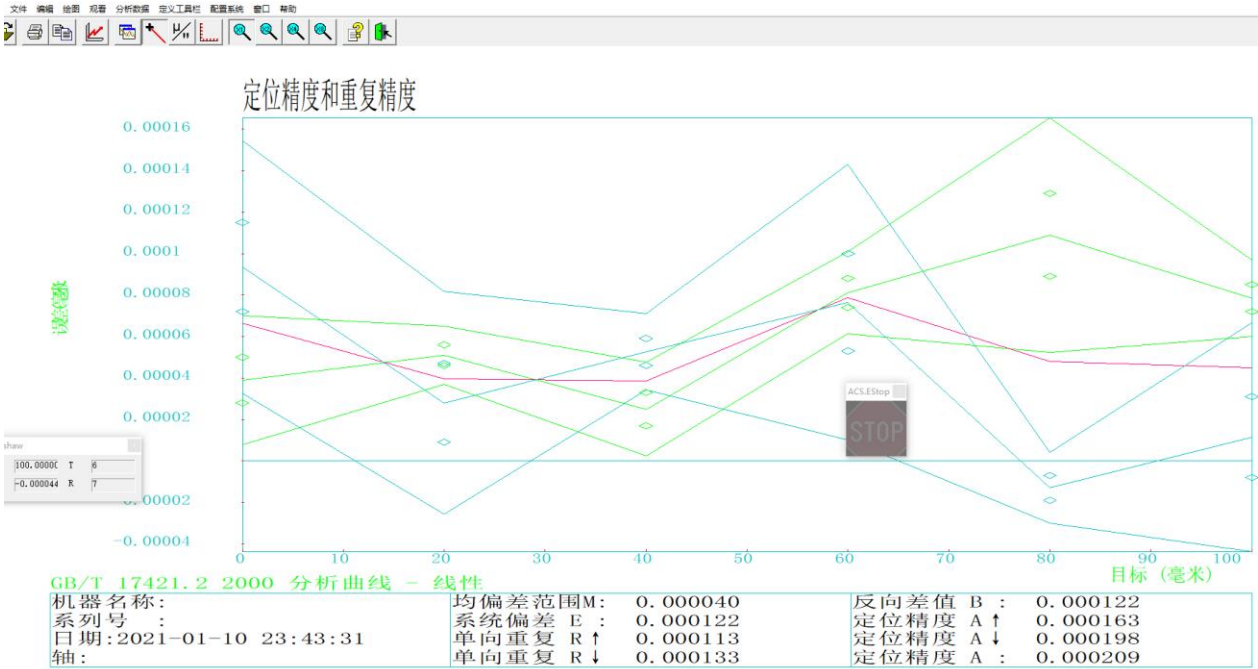 文件 编辑 绘图 观看 分析数据 定义工具栏 配置系统 窗口 帮助
定位精度和重复精度
0.00016
0.00014
0.00012
0.0001
0.00008
0.00006
0.00004
0.00002
0.00002
-0.00004
shaw
100.0000 T 6
-0.000044 R 7
ACS.EStop
STOP
0 10 20 30 40 50 60 70 80 90 100
目标 (毫米)
GB/T 17421.2 2000 分析曲线 - 线性
机器名称: 均偏差范围M: 0.000040 反向差值 B : 0.000122
系列号 : 系统偏差 E : 0.000122 定位精度 A↑ 0.000163
日期:2021-01-10 23:43:31 单向重复 R↑ 0.000113 定位精度 A↓ 0.000198
轴: 单向重复 R↓ 0.000133 定位精度 A : 0.000209